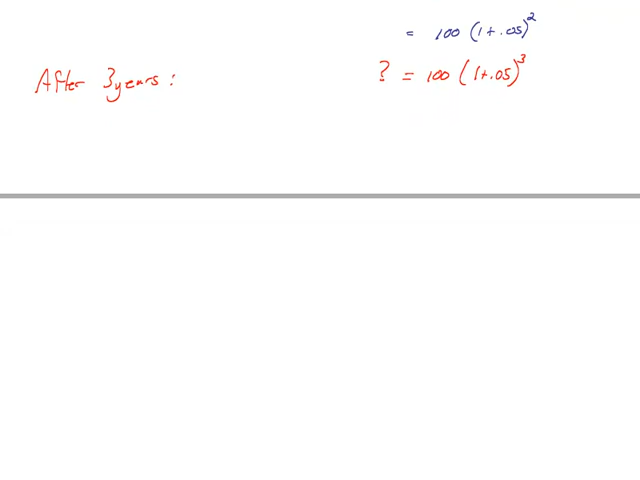 = 100 (1+.05)^2
After 3years : ? = 100 (1+.05)^3